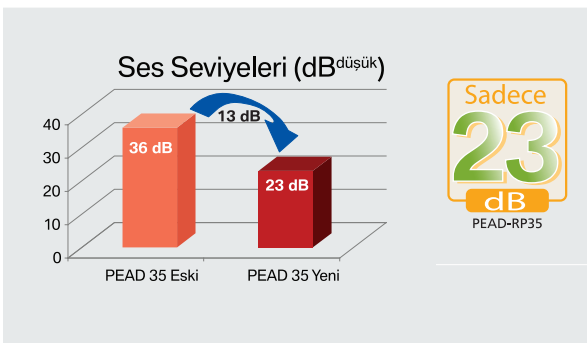 Ses Seviyeleri (dBdüşük)
13 dB
40
30
20
10
0
36 dB
23 dB
PEAD 35 Eski
PEAD 35 Yeni
Sadece
23
dB
PEAD-RP35